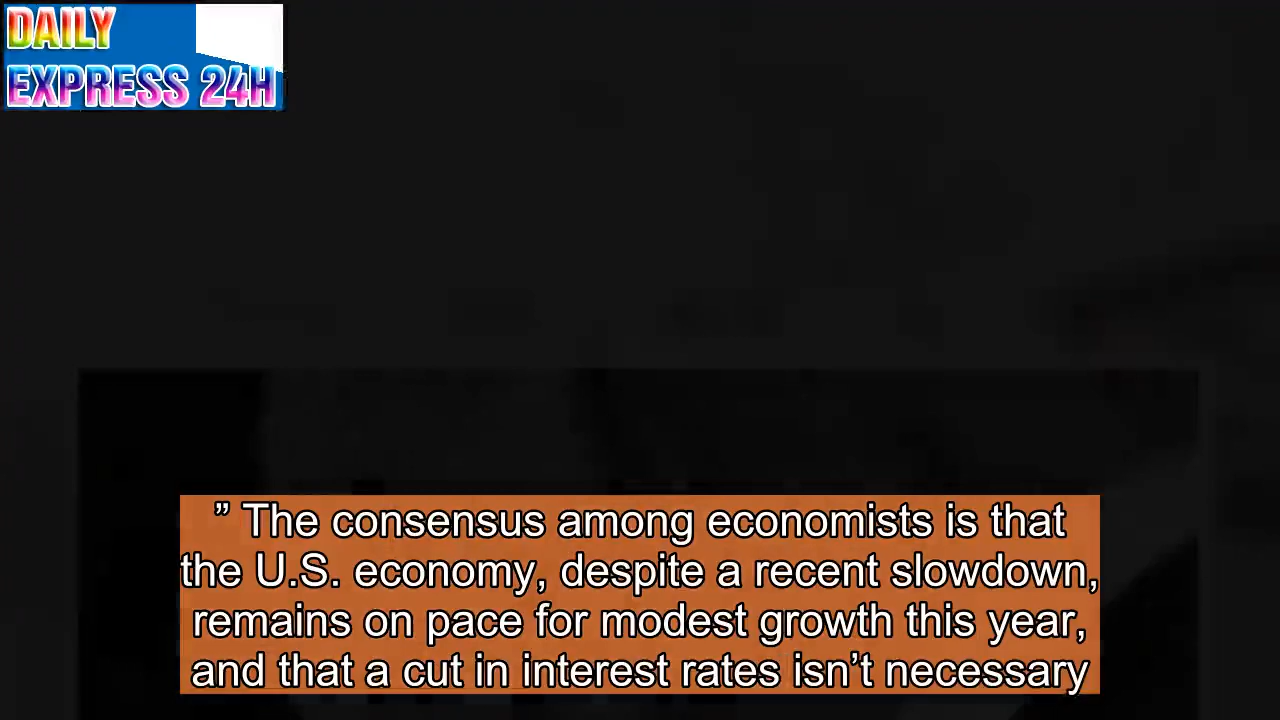 DAILY
EXPRESS 24H
” The consensus among economists is that
the U.S. economy, despite a recent slowdown,
remains on pace for modest growth this year,
and that a cut in interest rates isn’t necessary